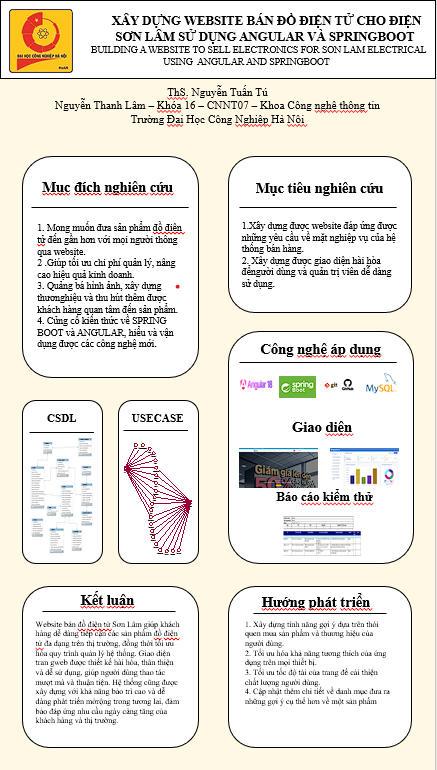 ĐẠI HỌC CÔNG NGHIỆP HÀ NỘI
XÂY DỰNG WEBSITE BÁN ĐỒ ĐIỆN TỬ CHO ĐIỆN
SƠN LÂM SỬ DỤNG ANGULAR VÀ SPRINGBOOT
BUILDING A WEBSITE TO SELL ELECTRONICS FOR SON LAM ELECTRICAL
USING ANGULAR AND SPRINGBOOT
ThS. Nguyễn Tuấn Tú
Nguyễn Thanh Lâm – Khóa 16 – CNNT07 – Khoa Công nghệ thông tin
Trường Đại Học Công Nghiệp Hà Nội
Mục đích nghiên cứu
1. Mong muốn đưa sản phẩm đồ điện
tử đến gần hơn với mọi người thông
qua website.
2 .Giúp tối ưu chi phí quản lý, nâng
cao hiệu quả kinh doanh.
3. Quảng bá hình ảnh, xây dựng
thươnghiệu và thu hút thêm được
khách hàng quan tâm đến sản phẩm.
4. Củng cố kiến thức về SPRING
BOOT và ANGULAR, hiểu và vận
dụng được các công nghệ mới.
Mục tiêu nghiên cứu
1.Xây dựng được website đáp ứng được
những yêu cầu về mặt nghiệp vụ của hệ
thống bán hàng.
2. Xây dựng được giao diện hài hòa
đếngười dùng và quản trị viên dễ dàng
sử dụng.
Công nghệ áp dụng
Angular 18
spring
Boot
git
GitHub
MySQL
Giao diện
Giảm giá lên
Báo cáo kiểm thử
CSDL
USECASE
Kết luận
Website bán đồ điện tử Sơn Lâm giúp khách
hàng dễ dàng tiếp cận các sản phẩm đồ điện
tử đa dạng trên thị trường, đồng thời tối ưu
hóa quy trình quản lý hệ thống. Giao diện
tran gweb được thiết kế hài hòa, thân thiện
và dễ sử dụng, giúp người dùng thao tác
mượt mà và thuận tiện. Hệ thống cũng được
xây dựng với khả năng bảo trì cao và dễ
dàng phát triển mởrộng trong tương lai, đảm
bảo đáp ứng nhu cầu ngày càng tăng của
khách hàng và thị trường.
Hướng phát triển
1. Xây dựng tính năng gợi ý dựa trên thói
quen mua sản phẩm và thương hiệu của
người dùng.
2. Tối ưu hóa khả năng tương thích của ứng
dụng trên mọi thiết bị.
3. Tối ưu tốc độ tải của trang để cải thiện
chất lượng người dùng.
4. Cập nhật thêm chi tiết về danh mục đưa ra
những gợi ý cụ thể hơn về một sản phẩm